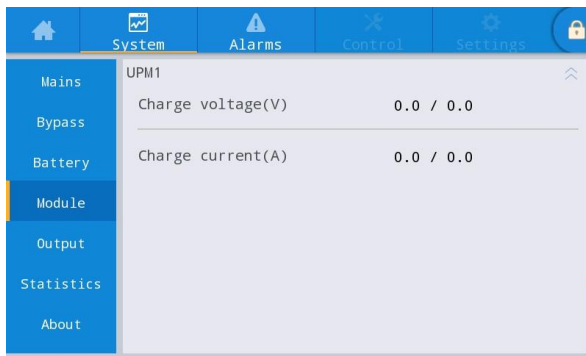 System Alarms Control Settings
Mains
Bypass
Battery
Module
Output
Statistics
About
UPM1
Charge voltage(V) 0.0 / 0.0
Charge current(A) 0.0 / 0.0